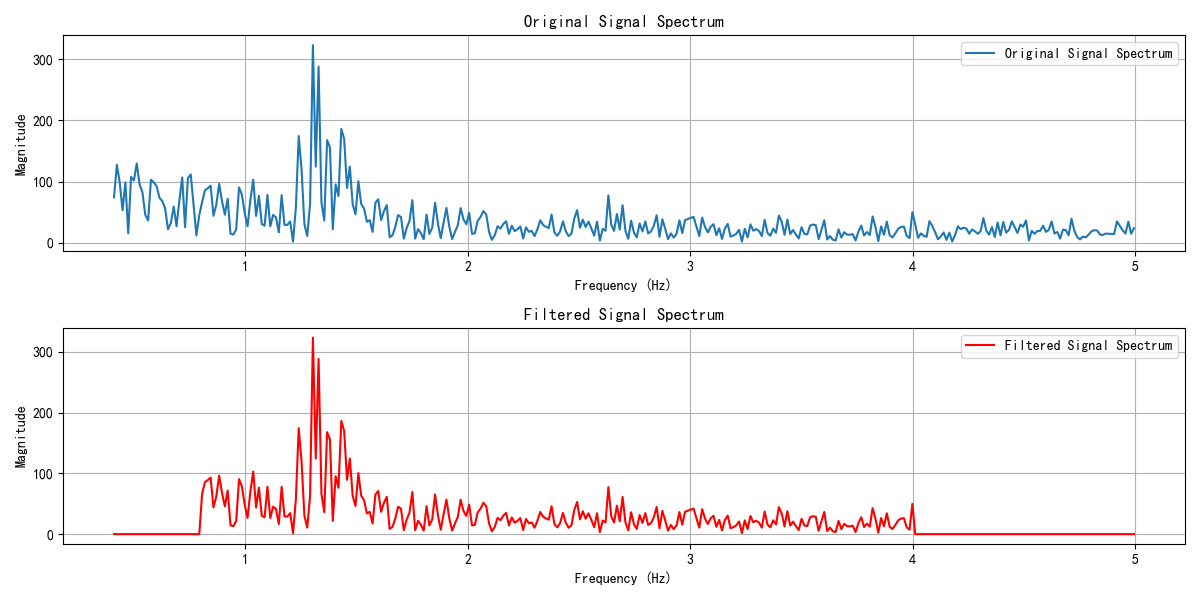 Original Signal Spectrum
Original Signal Spectrum
Magnitude
300
200
100
0
1 2 3 4 5
Frequency (Hz)
Filtered Signal Spectrum
Filtered Signal Spectrum
Magnitude
300
200
100
0
1 2 3 4 5
Frequency (Hz)